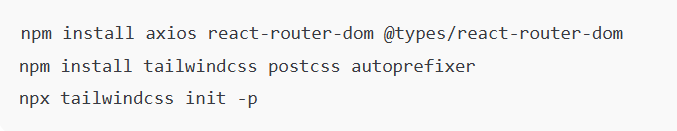 npm install axios react-router-dom @types/react-router-dom
npm install tailwindcss postcss autoprefixer
npx tailwindcss init -p